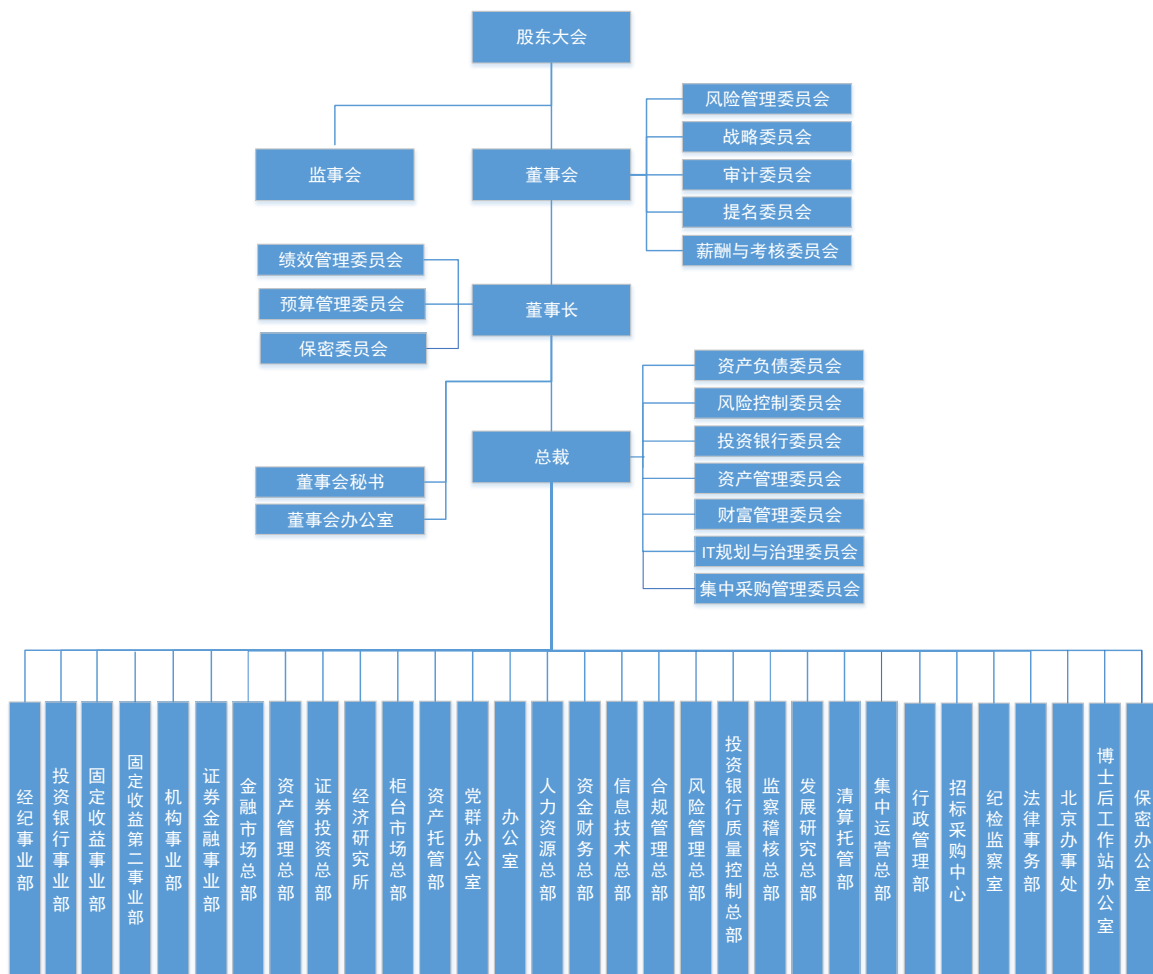 股东大会
风险管理委员会
战略委员会
监事会
董事会
审计委员会
提名委员会
薪酬与考核委员会
绩效管理委员会
预算管理委员会
董事长
保密委员会
资产负债委员会
风险控制委员会
投资银行委员会
总裁
资产管理委员会
董事会秘书
财富管理委员会
董事会办公室
IT规划与治理委员会
集中采购管理委员会
经纪事业部
投资银行事业部
固定收益事业部
固定收益第二事业部
机构事业部
证券金融事业部
金融市场总部
资产管理总部
证券投资总部
经济研究所
柜台市场总部
资产托管部
党群办公室
办公室
人力资源总部
资金财务总部
信息技术总部
合规管理总部
风险管理总部
投资银行质量控制总部
监察稽核总部
发展研究总部
清算托管部
集中运营总部
行政管理部
招标采购中心
纪检监察室
法律事务部
北京办事处
博士后工作站办公室
保密办公室